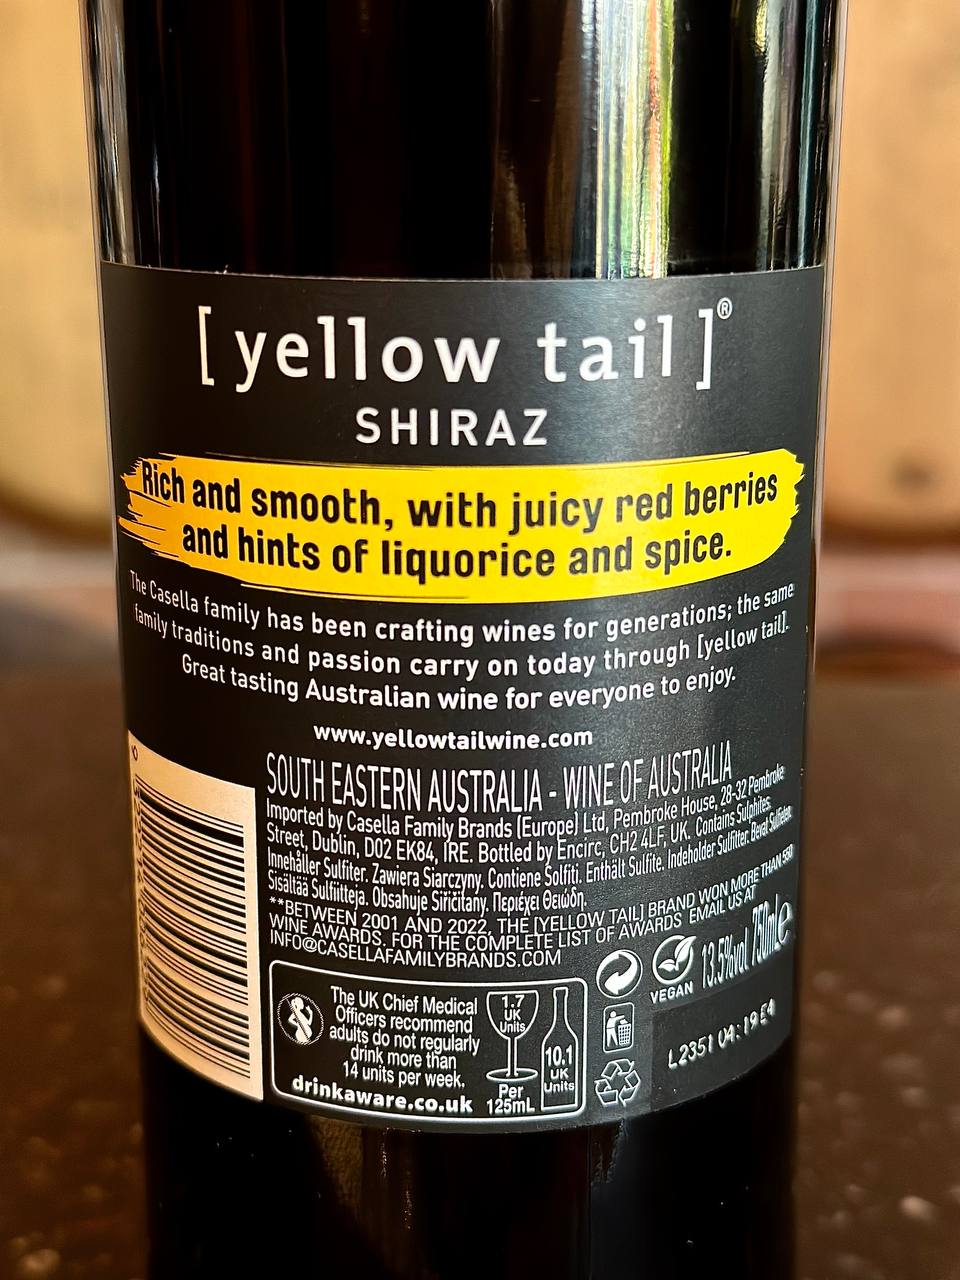 [ yellow tail ]®
SHIRAZ
Rich and smooth, with juicy red berries
and hints of liquorice and spice.
The Casella family has been crafting wines for generations; the same
family traditions and passion carry on today through [yellow tail].
Great tasting Australian wine for everyone to enjoy.
www.yellowtailwine.com
SOUTH EASTERN AUSTRALIA - WINE OF AUSTRALIA
Imported by Casella Family Brands (Europe) Ltd, Pembroke House, 28-32 Pembroke
Street, Dublin, D02 EK84, IRE. Bottled by Encirc, CH2 4LF, UK. Contains Sulphites.
Innehåller Sulfiter. Zawiera Siarczyny. Contiene Solfiti. Enthält Sulfite. Indeholder Sulfitter. Bevat Sulfieten.
Sisältää Sulfiitteja. Obsahuje Siřičitany. Περιέχει Θειώδη.
**BETWEEN 2001 AND 2022, THE [YELLOW TAIL] BRAND WON MORE THAN 550
WINE AWARDS. FOR THE COMPLETE LIST OF AWARDS EMAIL US AT
INFO@CASELLAFAMILYBRANDS.COM
VEGAN
13.5%vol 750mle
The UK Chief Medical
Officers recommend
adults do not regularly
drink more than
14 units per week.
drinkaware.co.uk
1.7
UK
Units
Per
125mL
10.1
UK
Units
L2351 04:19 E4